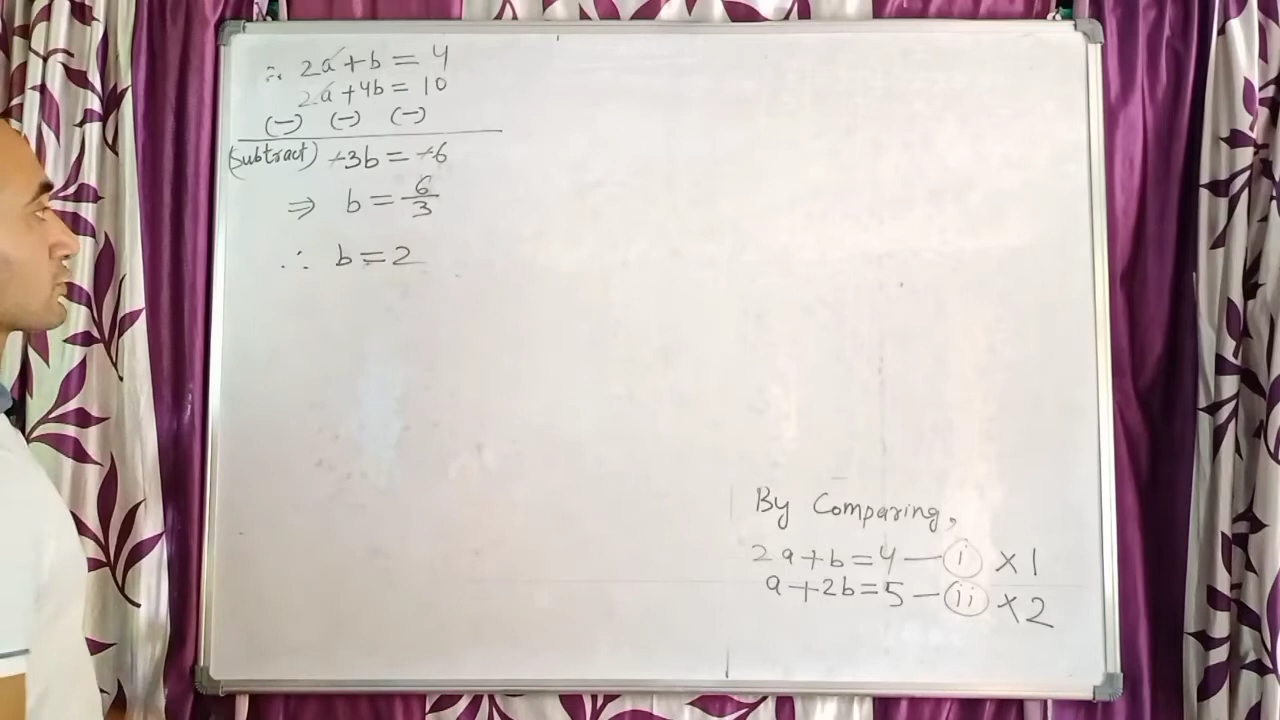 ∴ 2a+b = 4
2a+4b = 10
(-) (-) (-)
(Subtract) -3b = -6
⇒ b = 6/3
∴ b = 2
By Comparing,
2a+b=4 — (i) ×1
a+2b=5 — (ii) ×2